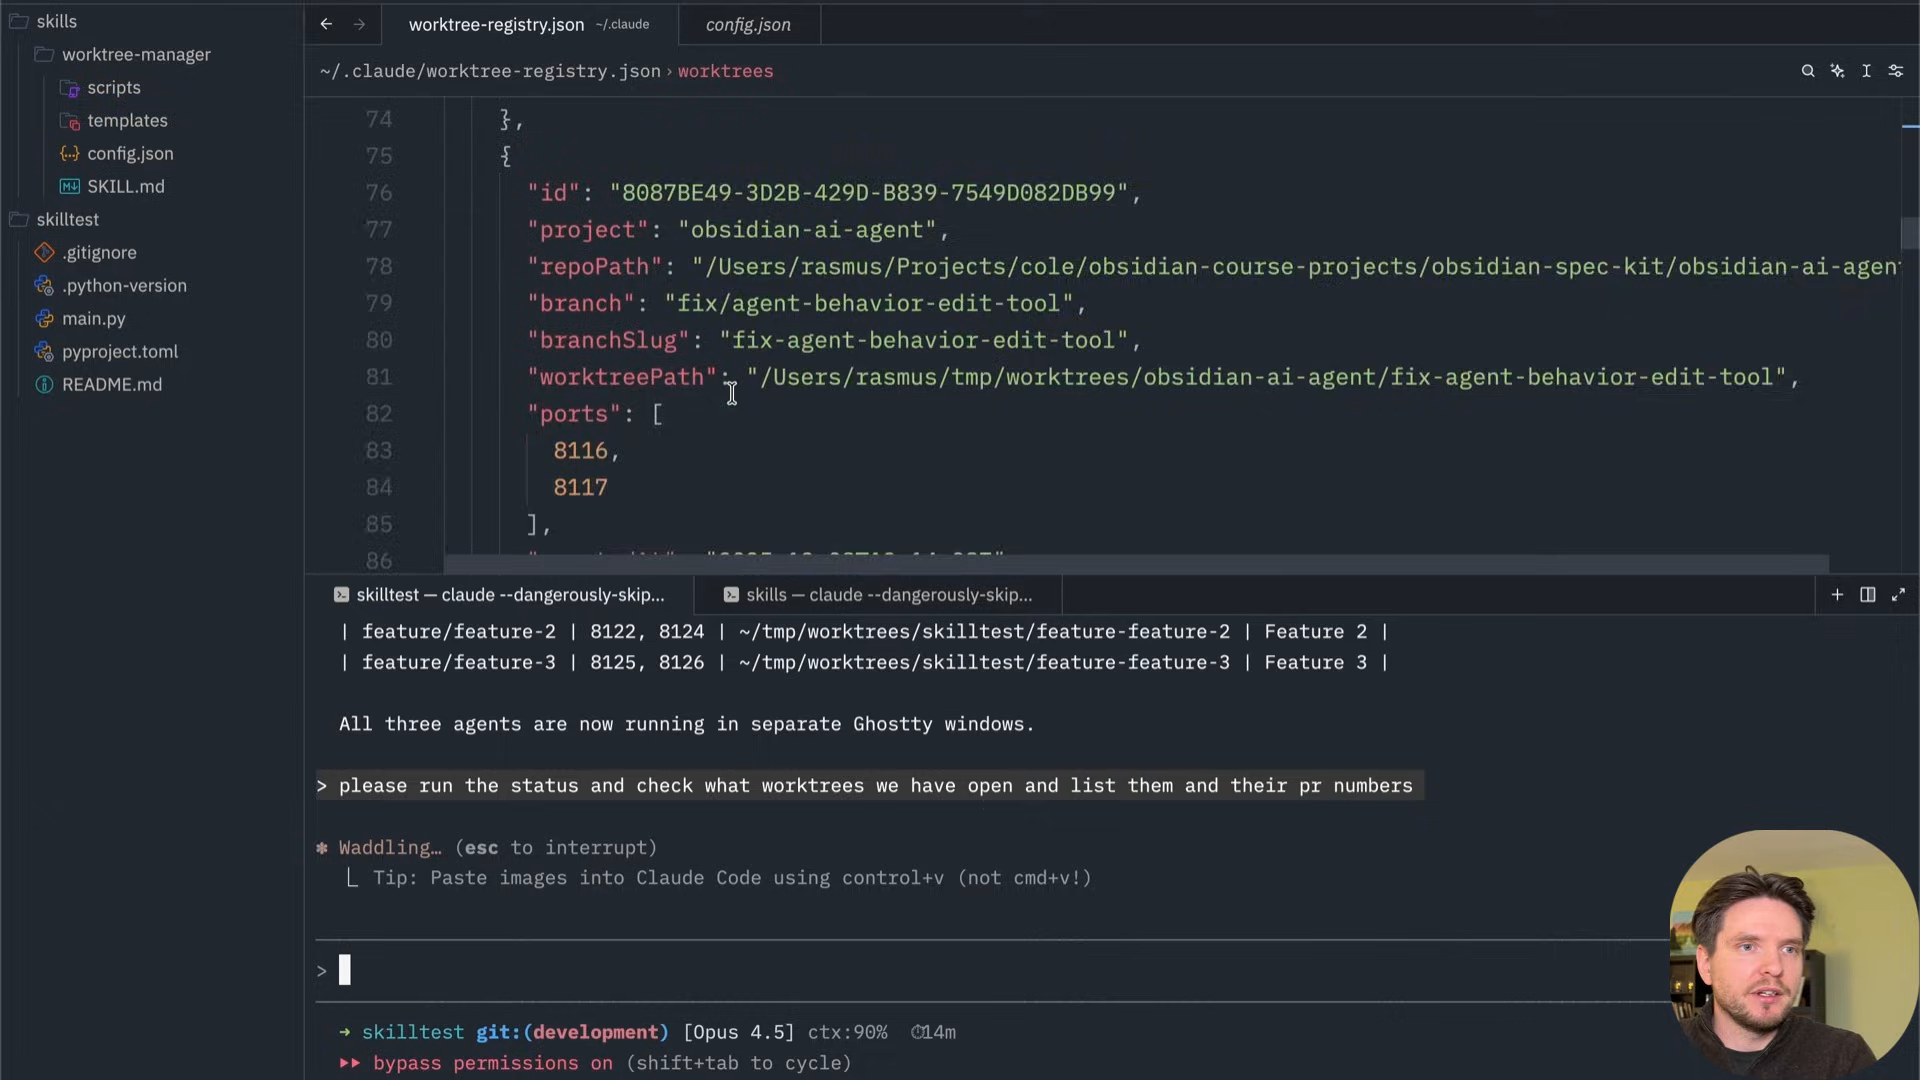 skills
worktree-manager
scripts
templates
config.json
SKILL.md
skilltest
.gitignore
.python-version
main.py
pyproject.toml
README.md
worktree-registry.json ~/.claude
config.json
~/.claude/worktree-registry.json › worktrees
74 },
75 {
76 "id": "8087BE49-3D2B-429D-B839-7549D082DB99",
77 "project": "obsidian-ai-agent",
78 "repoPath": "/Users/rasmus/Projects/cole/obsidian-course-projects/obsidian-spec-kit/obsidian-ai-agen
79 "branch": "fix/agent-behavior-edit-tool",
80 "branchSlug": "fix-agent-behavior-edit-tool",
81 "worktreePath": "/Users/rasmus/tmp/worktrees/obsidian-ai-agent/fix-agent-behavior-edit-tool",
82 "ports": [
83 8116,
84 8117
85 ],
86
skilltest — claude --dangerously-skip...
skills — claude --dangerously-skip...
| feature/feature-2 | 8122, 8124 | ~/tmp/worktrees/skilltest/feature-feature-2 | Feature 2 |
| feature/feature-3 | 8125, 8126 | ~/tmp/worktrees/skilltest/feature-feature-3 | Feature 3 |
All three agents are now running in separate Ghostty windows.
> please run the status and check what worktrees we have open and list them and their pr numbers
✽ Waddling… (esc to interrupt)
⎣ Tip: Paste images into Claude Code using control+v (not cmd+v!)
>
➜ skilltest git:(development) [Opus 4.5] ctx:90% ⏱14m
⏵⏵ bypass permissions on (shift+tab to cycle)